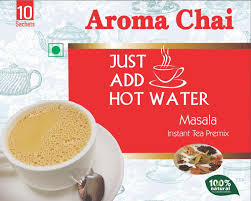 10
Sachets
Aroma Chai
JUST
ADD
HOT WATER
Masala
Instant Tea Premix
100%
natural